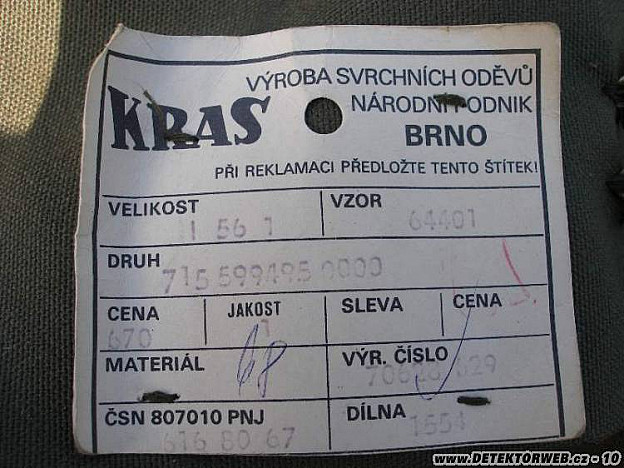 KRAS
VÝROBA SVRCHNÍCH ODĚVŮ
NÁRODNÍ PODNIK
BRNO
PŘI REKLAMACI PŘEDLOŽTE TENTO ŠTÍTEK!
VELIKOST
I 56 1
VZOR
64401
DRUH
715 599495 0000
CENA
670
JAKOST
1
SLEVA
CENA
MATERIÁL
68
VÝR. ČÍSLO
ČSN 807010 PNJ
616 80 67
DÍLNA
1554
www.DETEKTORWEB.cz - 10